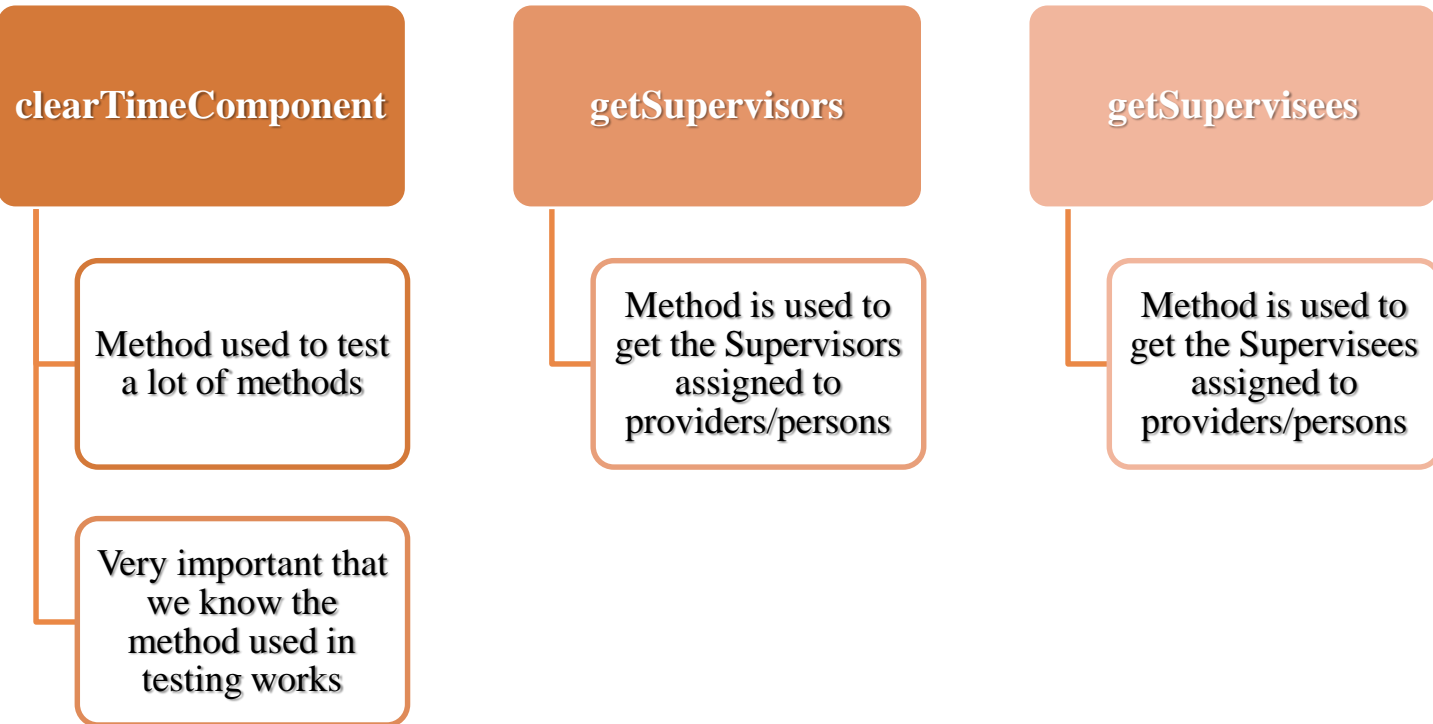 clearTimeComponent
Method used to test
a lot of methods
Very important that
we know the
method used in
testing works
getSupervisors
Method is used to
get the Supervisors
assigned to
providers/persons
getSupervisees
Method is used to
get the Supervisees
assigned to
providers/persons